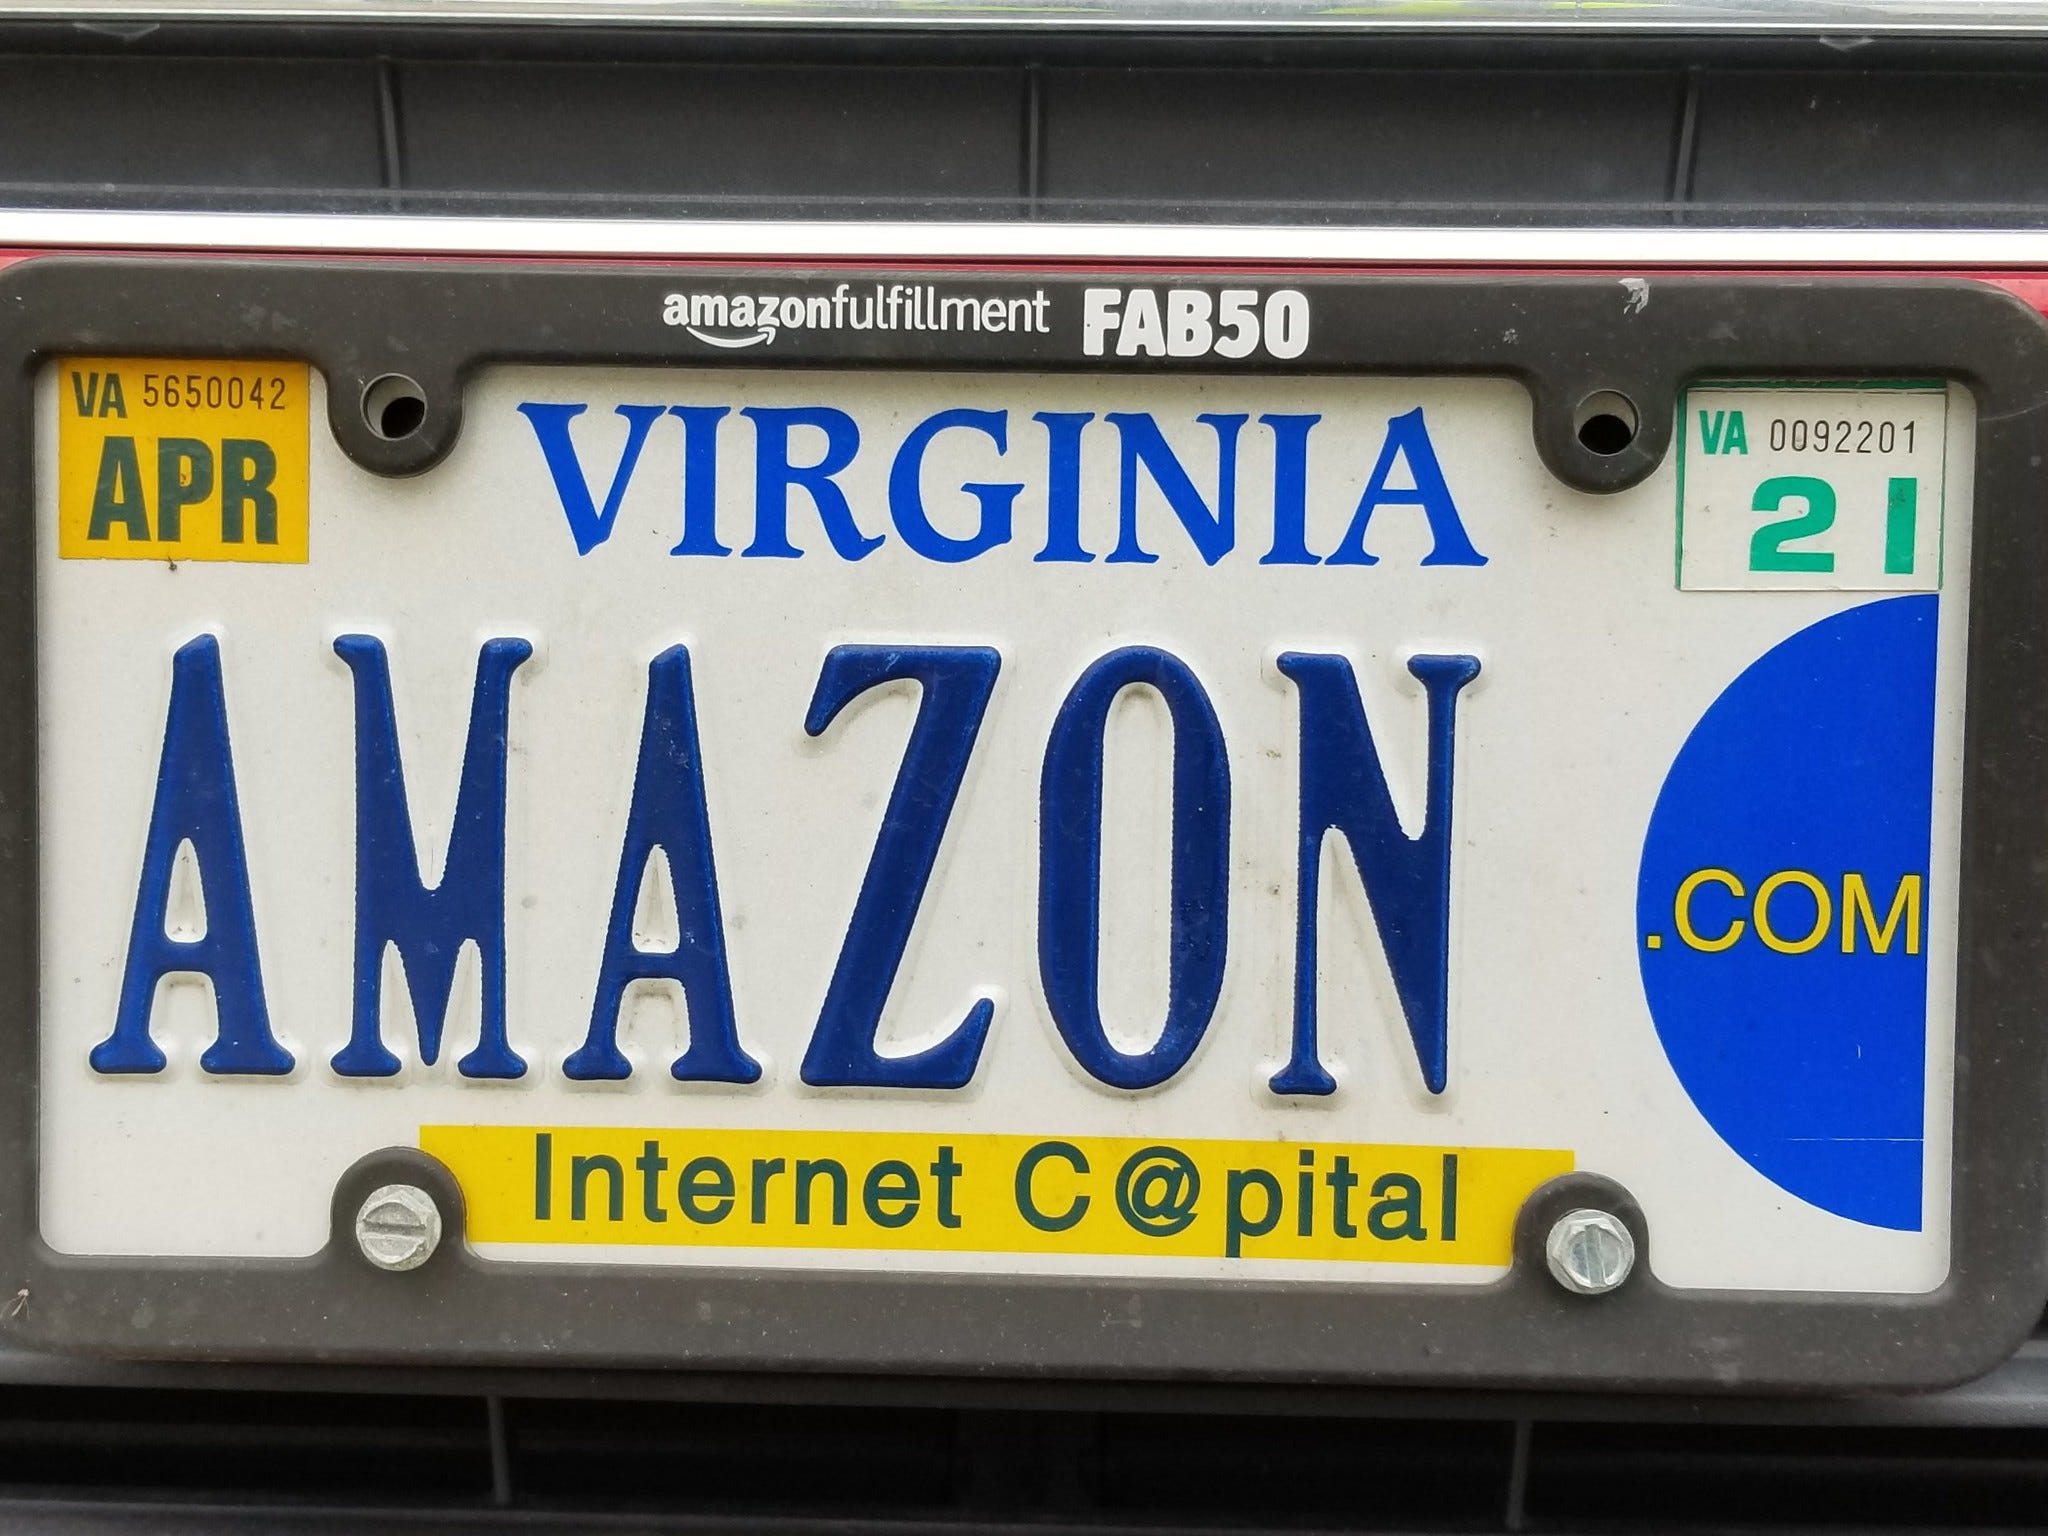 amazonfulfillment FAB50
VA 5650042
APR
VIRGINIA
VA 0092201
21
AMAZON
.COM
Internet C@pital